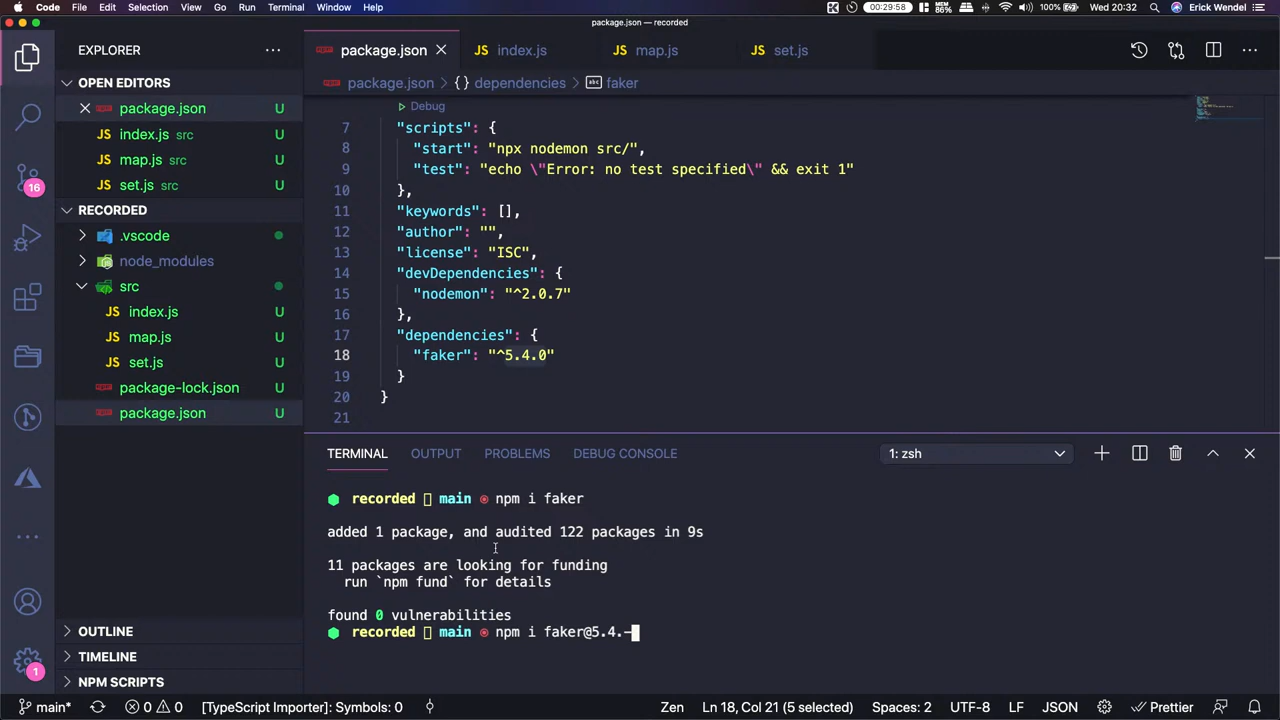 Code File Edit Selection View Go Run Terminal Window Help
00:29:58
MEM 86%
100%
Wed 20:32
Erick Wendel
package.json — recorded
EXPLORER
OPEN EDITORS
package.json U
index.js src U
map.js src U
set.js src U
RECORDED
.vscode
node_modules
src
index.js U
map.js U
set.js U
package-lock.json U
package.json U
OUTLINE
TIMELINE
NPM SCRIPTS
16
1
package.json
index.js
map.js
set.js
package.json > {} dependencies > abc faker
Debug
7 "scripts": {
8 "start": "npx nodemon src/",
9 "test": "echo \"Error: no test specified\" && exit 1"
10 },
11 "keywords": [],
12 "author": "",
13 "license": "ISC",
14 "devDependencies": {
15 "nodemon": "^2.0.7"
16 },
17 "dependencies": {
18 "faker": "^5.4.0"
19 }
20 }
21
TERMINAL OUTPUT PROBLEMS DEBUG CONSOLE
1: zsh
recorded main npm i faker
added 1 package, and audited 122 packages in 9s
11 packages are looking for funding
run `npm fund` for details
found 0 vulnerabilities
recorded main npm i faker@5.4.-
main* 0 0 [TypeScript Importer]: Symbols: 0
Zen Ln 18, Col 21 (5 selected) Spaces: 2 UTF-8 LF JSON Prettier